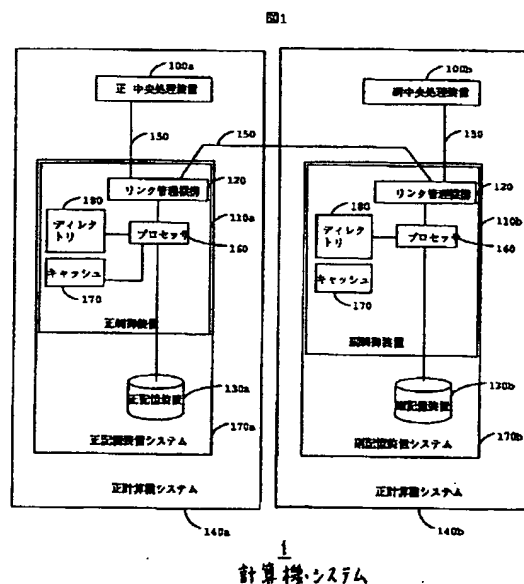 図1
100a
正 中央処理装置
150
120
リンク管理機構
180
110a
ディレク
トリ
プロセッサ
160
キャッシュ
170
正制御装置
130a
正記憶装置
170a
正記憶装置システム
正計算機システム
140a
100b
副中央処理装置
150
130
120
リンク管理機構
180
110b
ディレク
トリ
プロセッサ
160
キャッシュ
170
副制御装置
130b
副記憶装置
170b
副記憶装置システム
正計算機システム
140b
1
計算機・システム